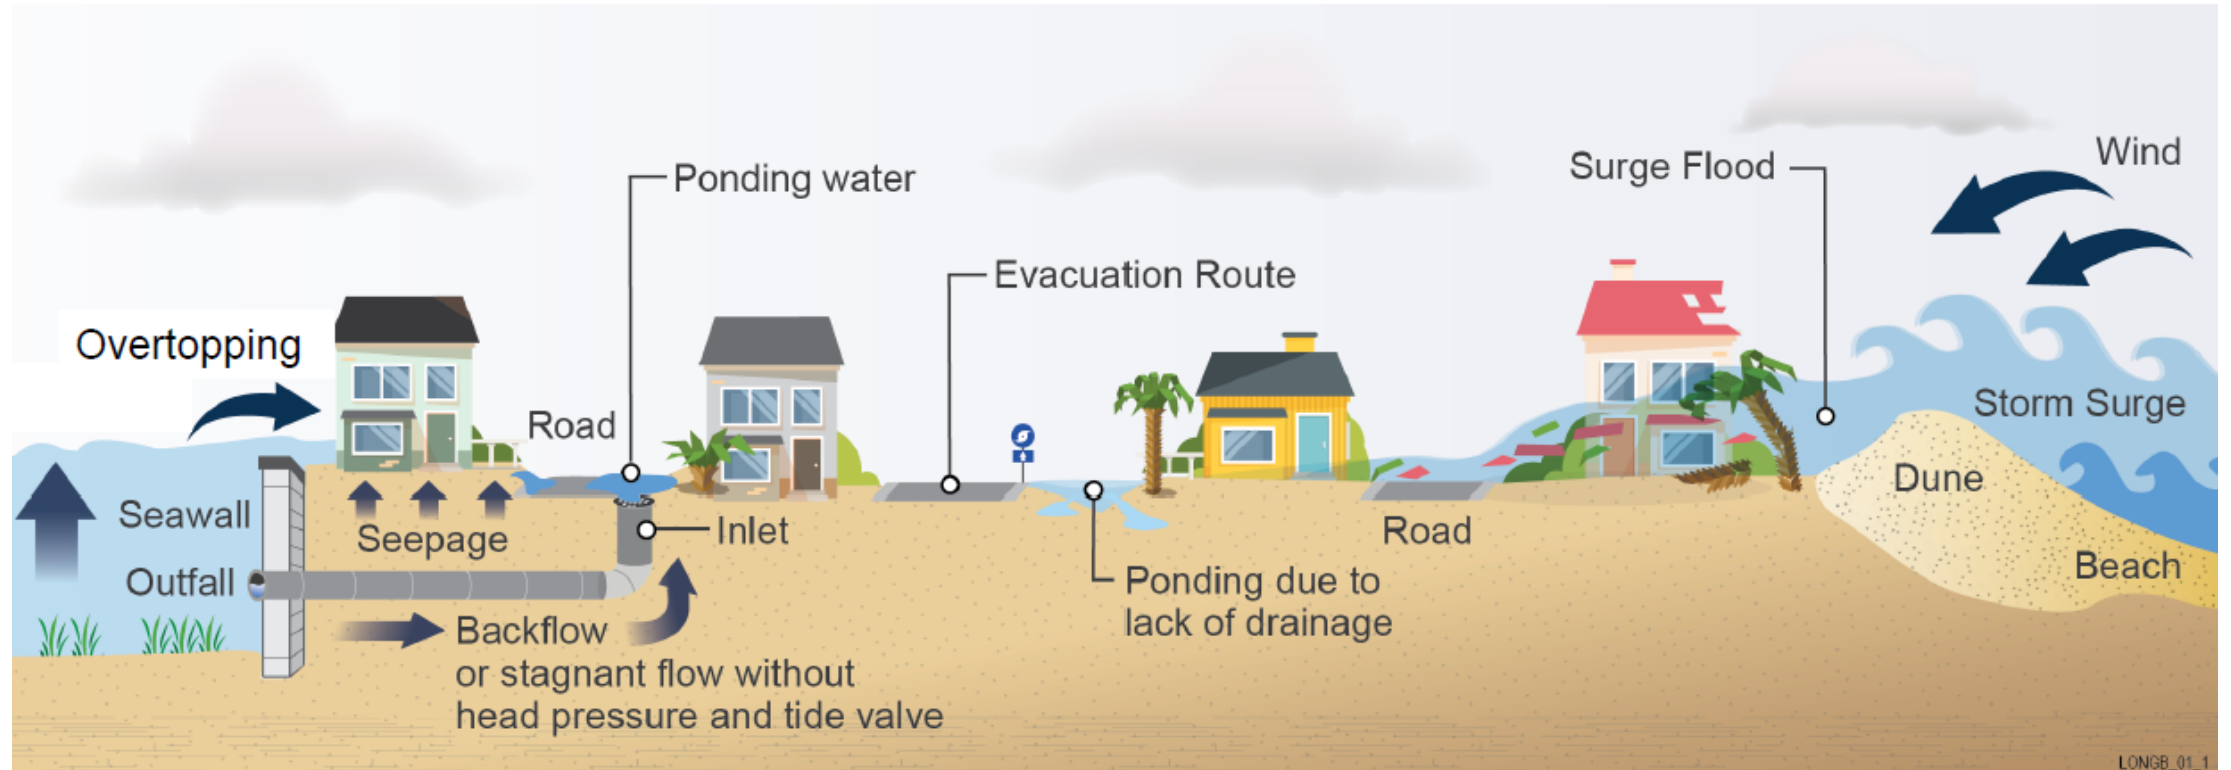 Wind
Surge Flood
Ponding water
Evacuation Route
Overtopping
Storm Surge
Road
Dune
Seawall
Seepage
Inlet
Road
Outfall
Beach
Ponding due to
lack of drainage
Backflow
or stagnant flow without
head pressure and tide valve
LONGB_01_1